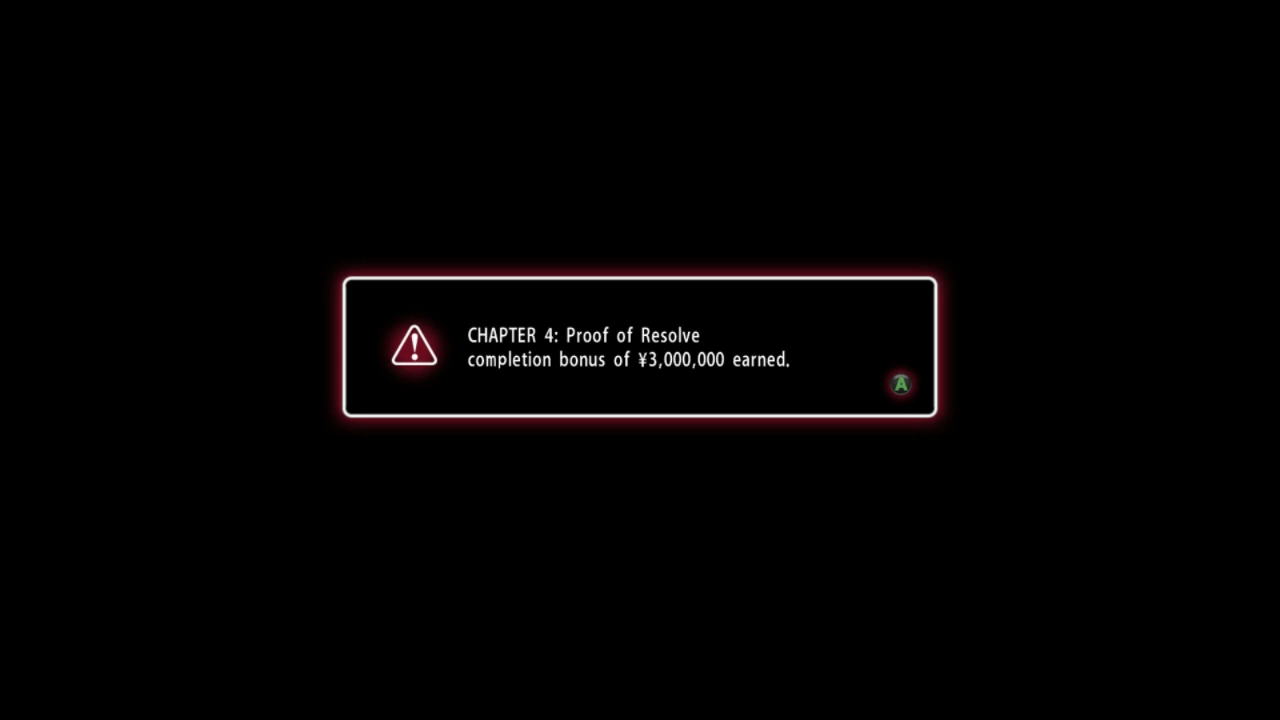 CHAPTER 4: Proof of Resolve
completion bonus of ¥3,000,000 earned.
A